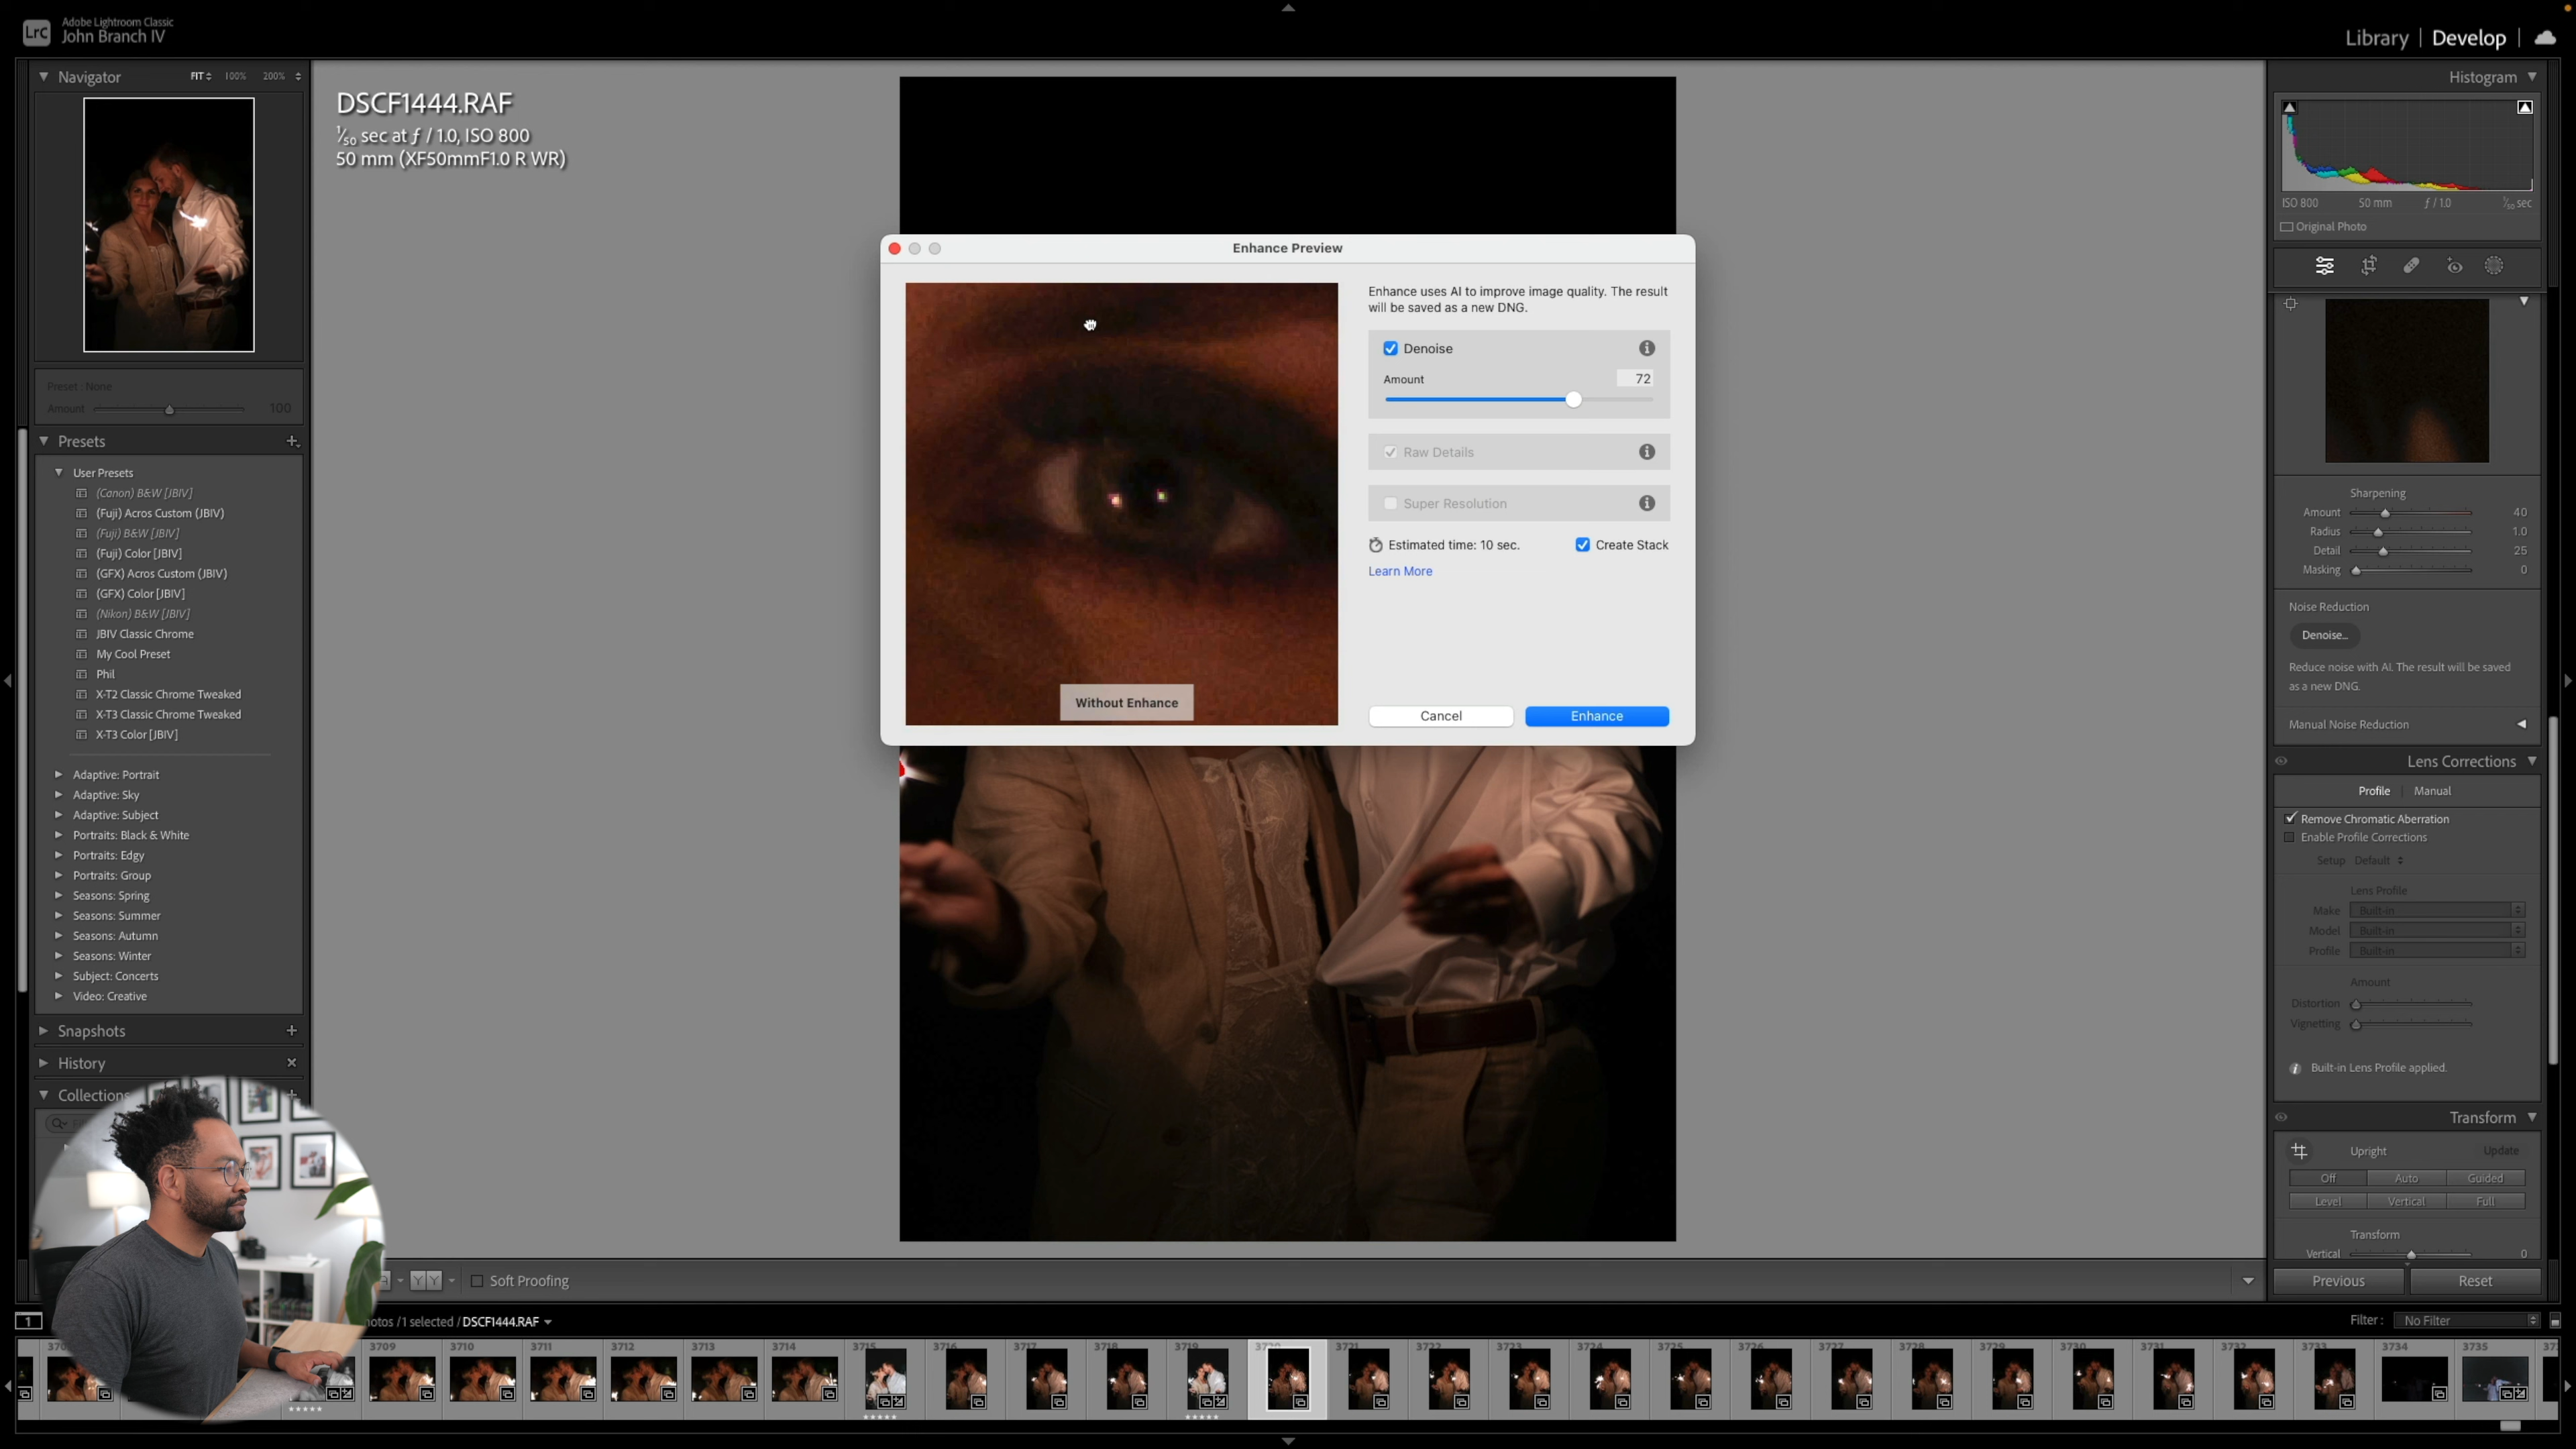 LrC
Adobe Lightroom Classic
John Branch IV
Library | Develop
Navigator
FIT
100%
200%
Preset : None
Amount
100
Presets
User Presets
(Canon) B&W [JBIV]
(Fuji) Acros Custom (JBIV)
(Fuji) B&W [JBIV]
(Fuji) Color [JBIV]
(GFX) Acros Custom (JBIV)
(GFX) Color [JBIV]
(Nikon) B&W [JBIV]
JBIV Classic Chrome
My Cool Preset
Phil
X-T2 Classic Chrome Tweaked
X-T3 Classic Chrome Tweaked
X-T3 Color [JBIV]
Adaptive: Portrait
Adaptive: Sky
Adaptive: Subject
Portraits: Black & White
Portraits: Edgy
Portraits: Group
Seasons: Spring
Seasons: Summer
Seasons: Autumn
Seasons: Winter
Subject: Concerts
Video: Creative
Snapshots
History
Collections
DSCF1444.RAF
1/50 sec at ƒ / 1.0, ISO 800
50 mm (XF50mmF1.0 R WR)
Enhance Preview
Enhance uses AI to improve image quality. The result
will be saved as a new DNG.
Denoise
Amount
72
Raw Details
Super Resolution
Estimated time: 10 sec.
Create Stack
Learn More
Without Enhance
Cancel
Enhance
Histogram
ISO 800
50 mm
ƒ / 1.0
1/50 sec
Original Photo
Sharpening
Amount 40
Radius 1.0
Detail 25
Masking 0
Noise Reduction
Denoise...
Reduce noise with AI. The result will be saved
as a new DNG.
Manual Noise Reduction
Lens Corrections
Profile | Manual
Remove Chromatic Aberration
Enable Profile Corrections
Setup Default
Lens Profile
Make Built-in
Model Built-in
Profile Built-in
Amount
Distortion
Vignetting
Built-in Lens Profile applied.
Transform
Upright
Update
Off
Auto
Guided
Level
Vertical
Full
Transform
Vertical 0
Previous
Reset
YY
Soft Proofing
1
/1 selected / DSCF1444.RAF
Filter :
No Filter
3709
3710
3711
3712
3713
3714
3715
3716
3717
3718
3719
3720
3721
3722
3723
3724
3725
3726
3727
3728
3729
3730
3731
3732
3733
3734
3735